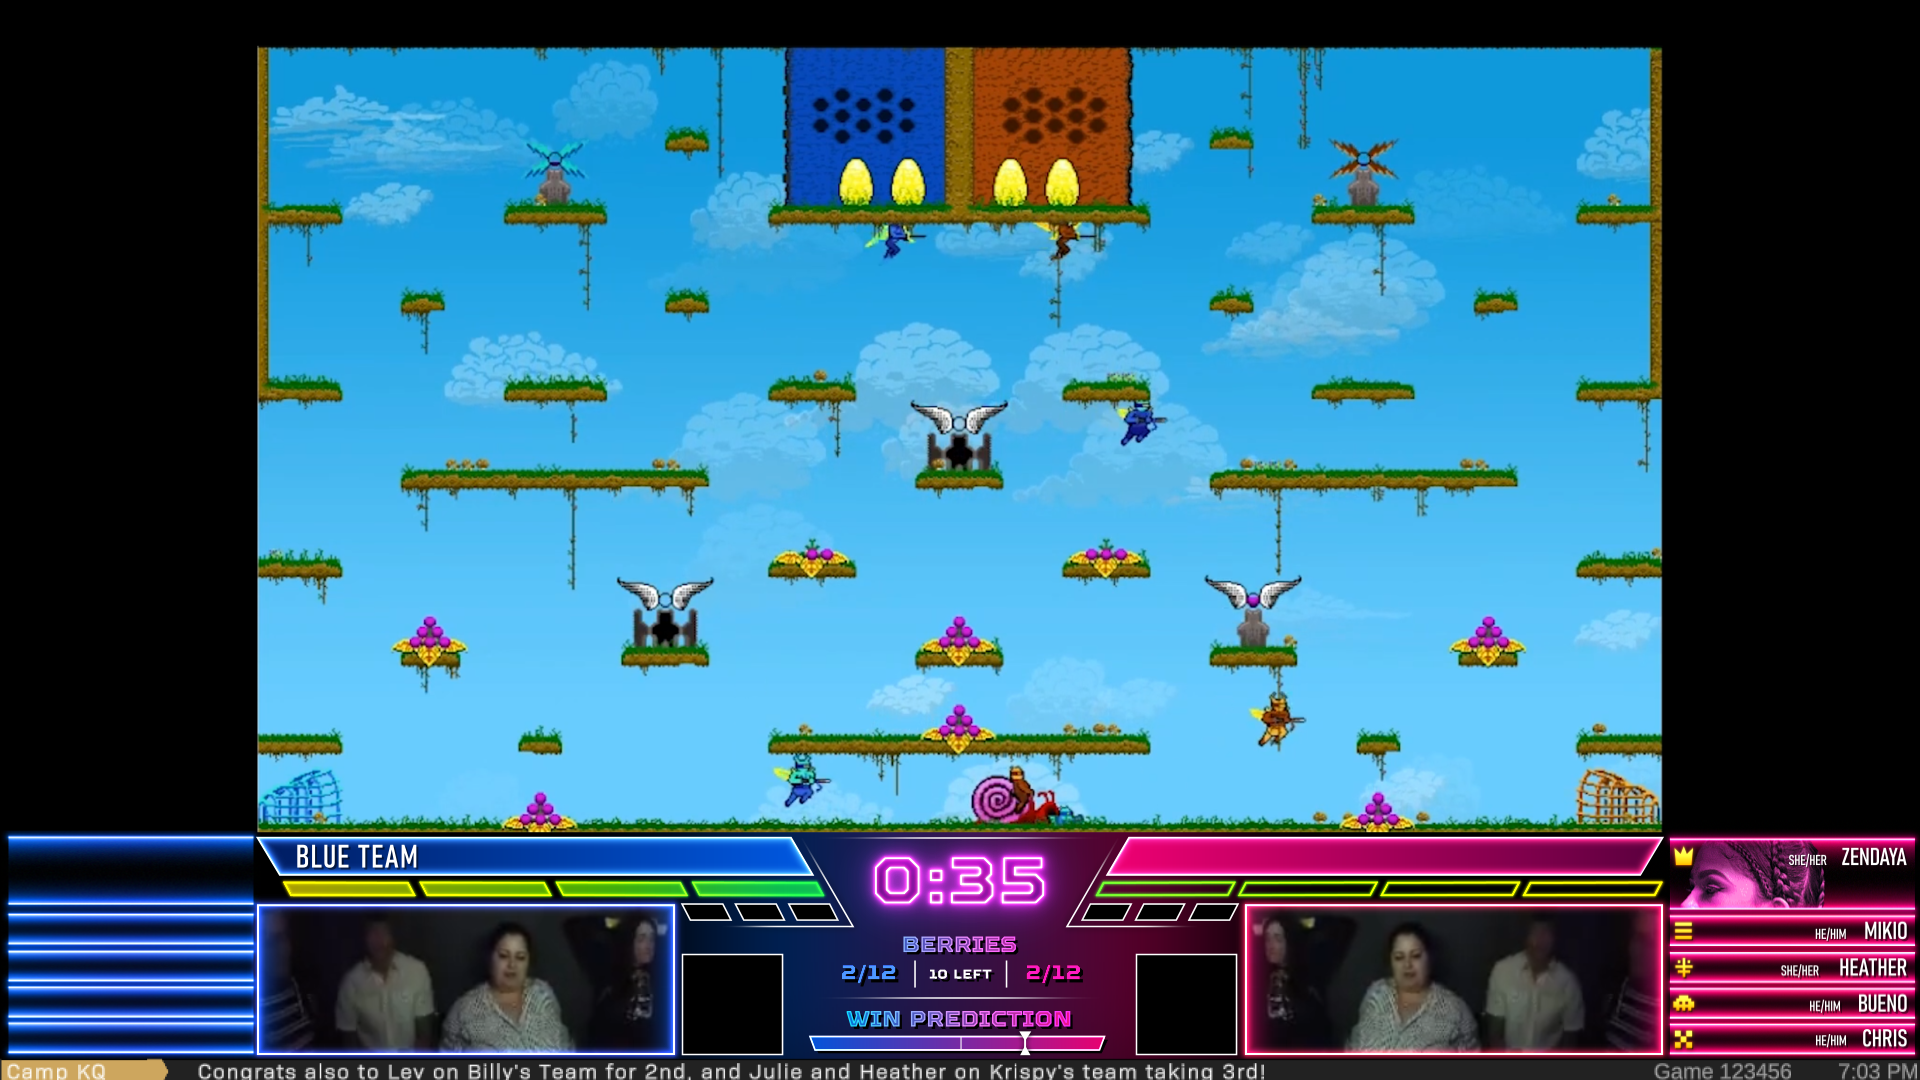 BLUE TEAM
0:35
BERRIES
2/12 10 LEFT 2/12
WIN PREDICTION
SHE/HER ZENDAYA
HE/HIM MIKIO
SHE/HER HEATHER
HE/HIM BUENO
HE/HIM CHRIS
Camp KQ
Congrats also to Lev on Billy's Team for 2nd, and Julie and Heather on Krispy's team taking 3rd!
Game 123456
7:03 PM